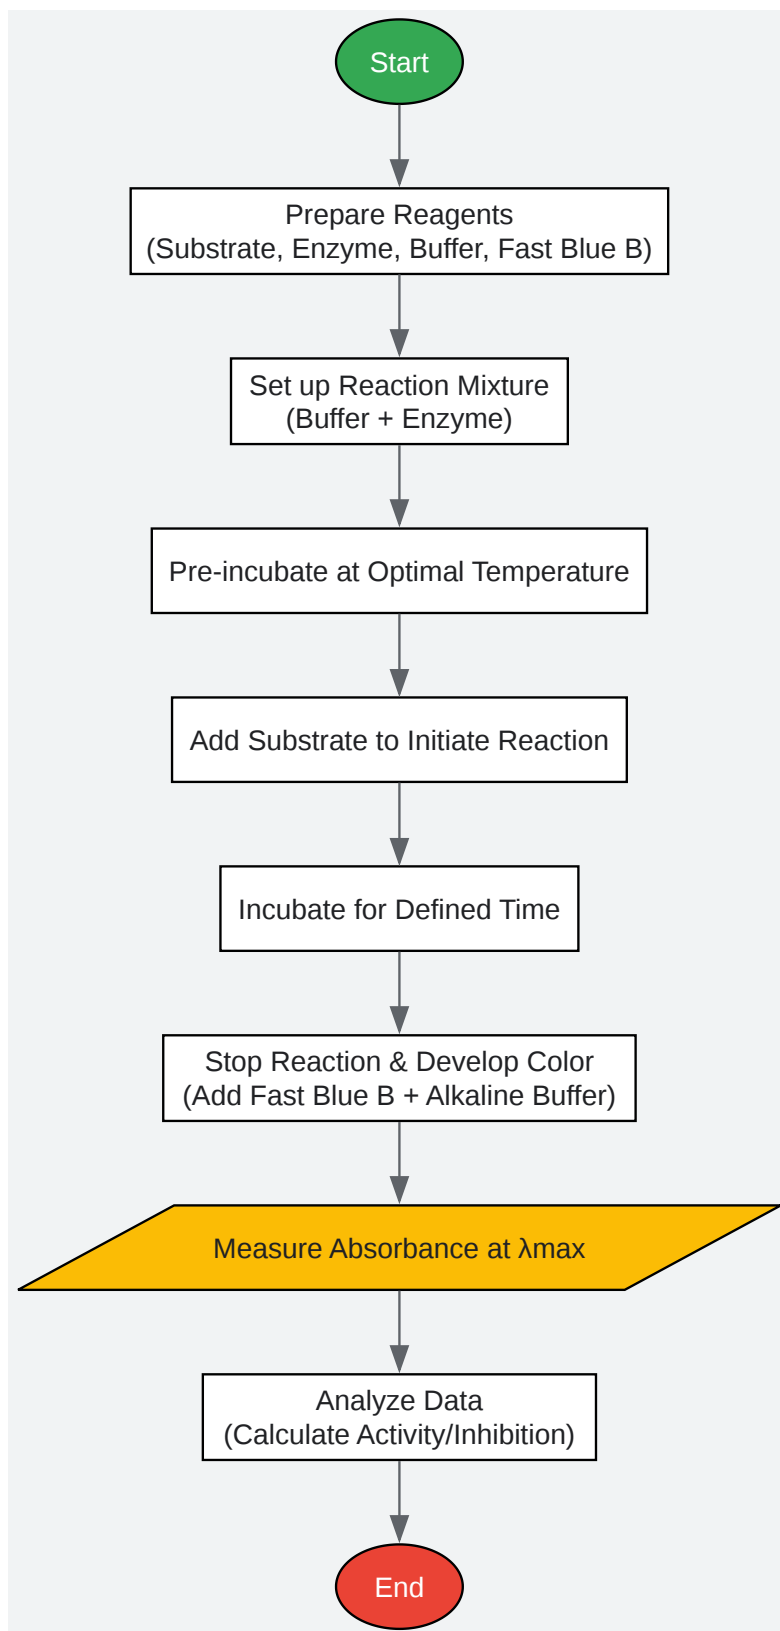 Start
Prepare Reagents
(Substrate, Enzyme, Buffer, Fast Blue B)
Set up Reaction Mixture
(Buffer + Enzyme)
Pre-incubate at Optimal Temperature
Add Substrate to Initiate Reaction
Incubate for Defined Time
Stop Reaction & Develop Color
(Add Fast Blue B + Alkaline Buffer)
Measure Absorbance at λmax
Analyze Data
(Calculate Activity/Inhibition)
End